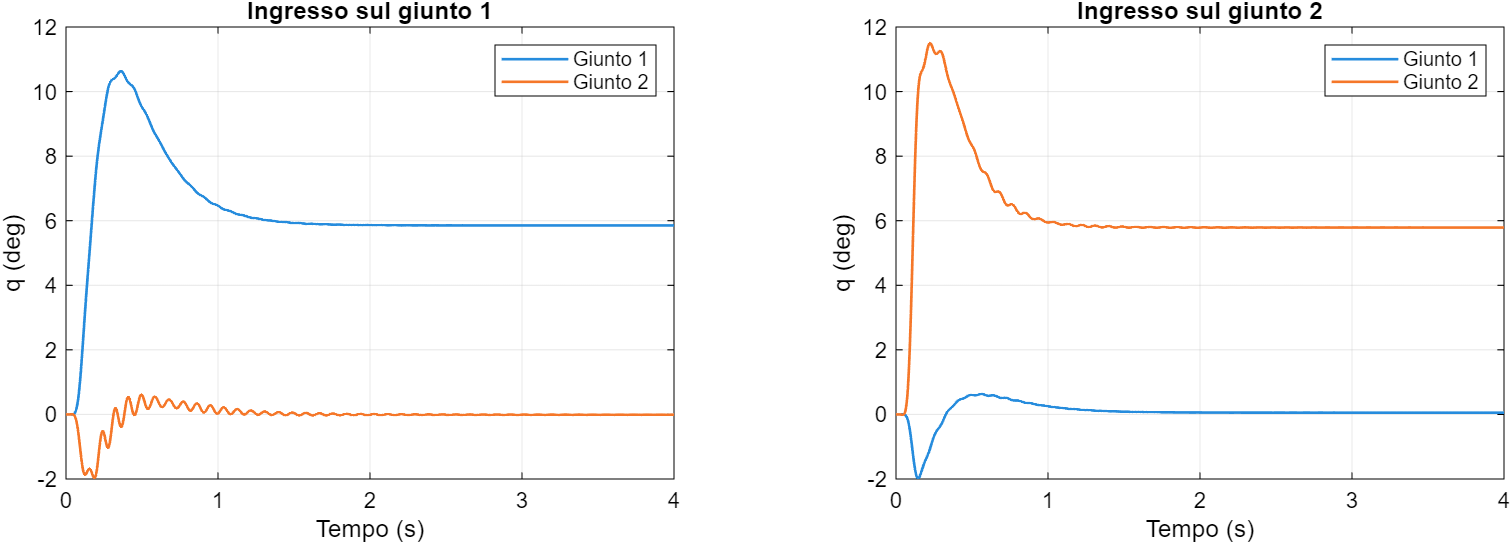 Ingresso sul giunto 1
12
10
8
6
4
2
0
-2
0 1 2 3 4
q (deg)
Tempo (s)
Giunto 1
Giunto 2
Ingresso sul giunto 2
12
10
8
6
4
2
0
-2
0 1 2 3 4
q (deg)
Tempo (s)
Giunto 1
Giunto 2